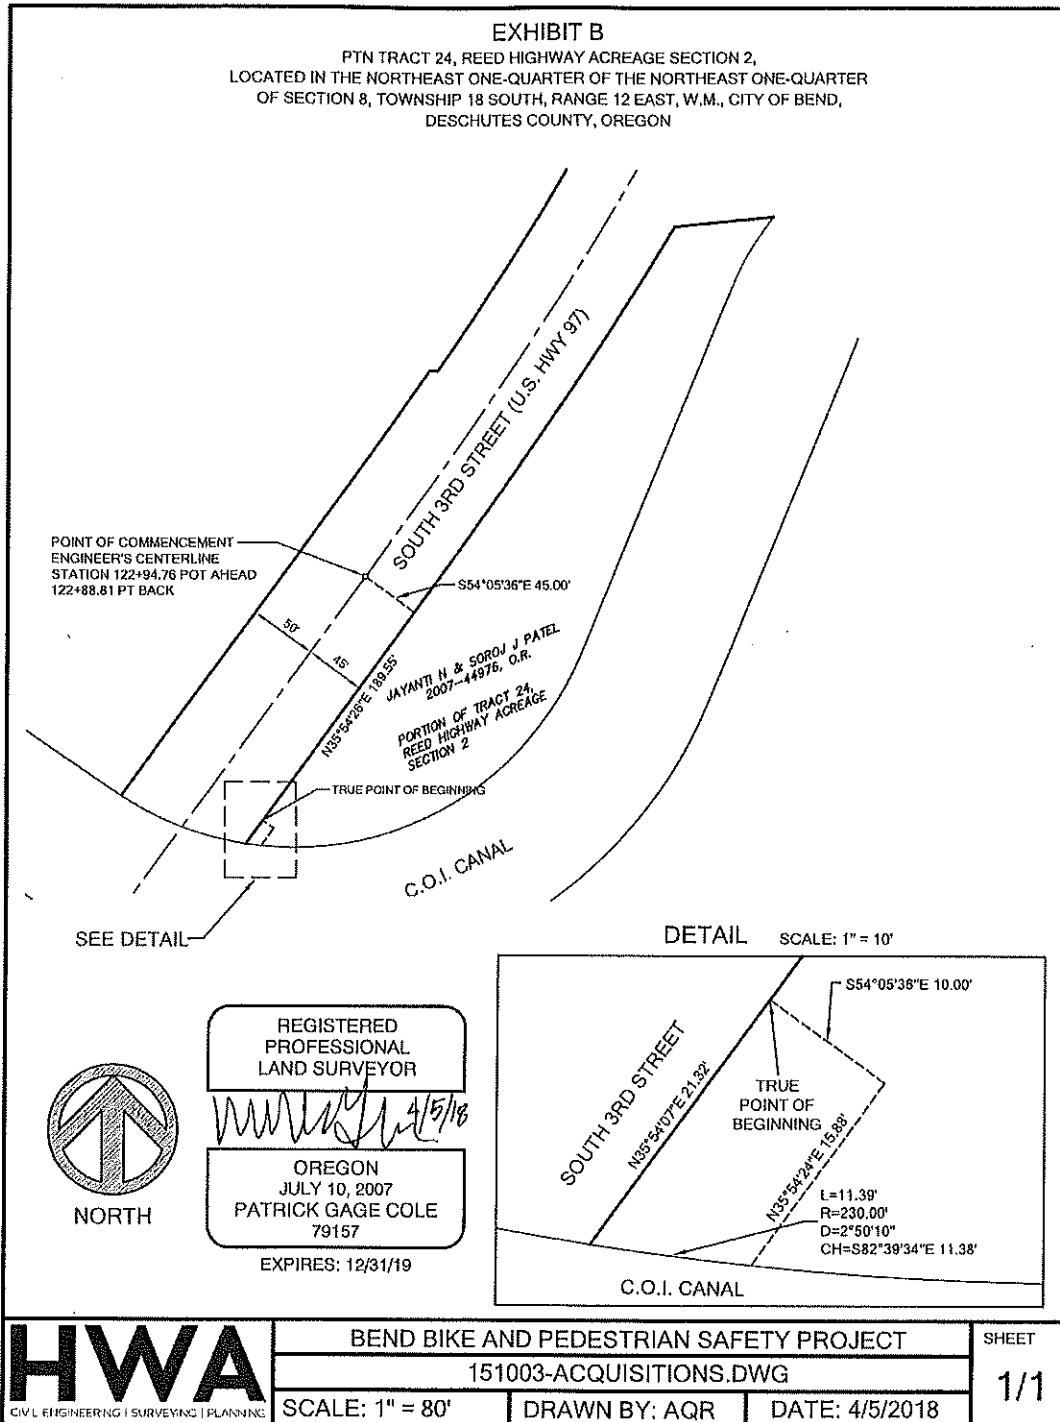 EXHIBIT B
PTN TRACT 24, REED HIGHWAY ACREAGE SECTION 2,
LOCATED IN THE NORTHEAST ONE-QUARTER OF THE NORTHEAST ONE-QUARTER
OF SECTION 8, TOWNSHIP 18 SOUTH, RANGE 12 EAST, W.M., CITY OF BEND,
DESCHUTES COUNTY, OREGON
SOUTH 3RD STREET (U.S. HWY 97)
POINT OF COMMENCEMENT
ENGINEER'S CENTERLINE
STATION 122+94.76 POT AHEAD
122+88.81 PT BACK
S54°05'36"E 45.00'
50'
45'
N35°54'26"E 189.55'
JAYANTI N & SOROJ J PATEL
2007-44976, O.R.
PORTION OF TRACT 24,
REED HIGHWAY ACREAGE
SECTION 2
TRUE POINT OF BEGINNING
C.O.I. CANAL
SEE DETAIL
DETAIL SCALE: 1" = 10'
S54°05'36"E 10.00'
SOUTH 3RD STREET
N35°54'07"E 21.32'
TRUE
POINT OF
BEGINNING
N35°54'24"E 15.88'
L=11.39'
R=230.00'
D=2°50'10"
CH=S82°39'34"E 11.38'
C.O.I. CANAL
REGISTERED
PROFESSIONAL
LAND SURVEYOR
4/5/18
OREGON
JULY 10, 2007
PATRICK GAGE COLE
79157
EXPIRES: 12/31/19
NORTH
HWA
CIVIL ENGINEERING | SURVEYING | PLANNING
BEND BIKE AND PEDESTRIAN SAFETY PROJECT
151003-ACQUISITIONS.DWG
SCALE: 1" = 80'
DRAWN BY: AQR
DATE: 4/5/2018
SHEET
1/1